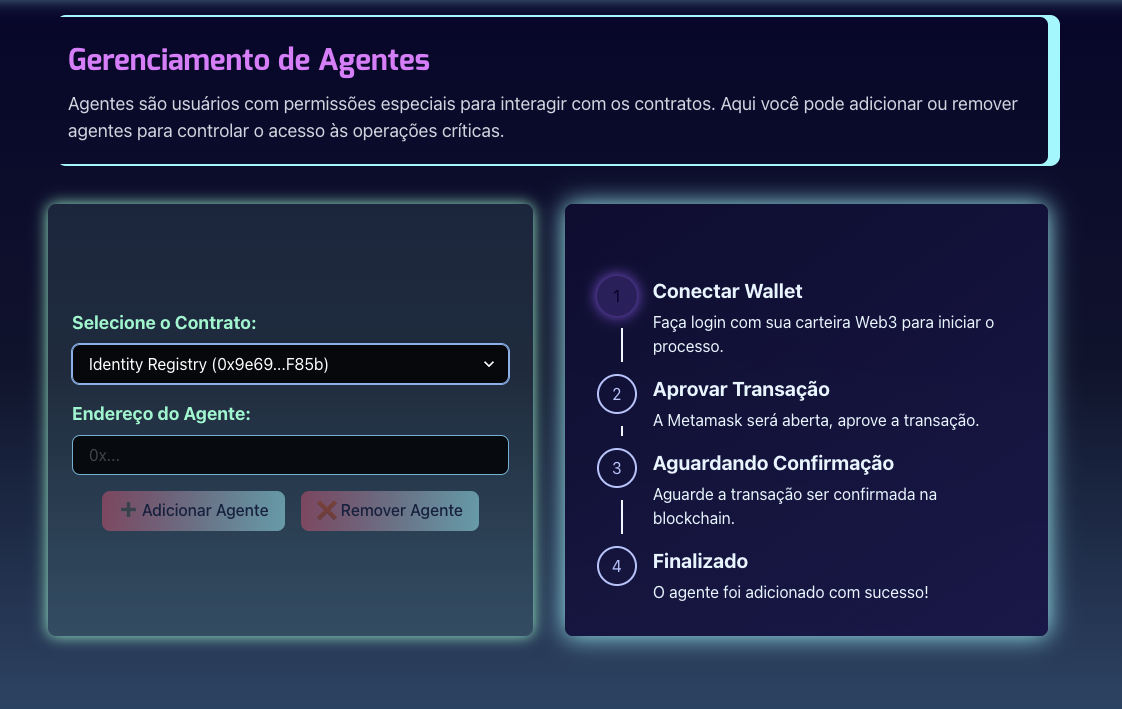 Gerenciamento de Agentes
Agentes são usuários com permissões especiais para interagir com os contratos. Aqui você pode adicionar ou remover
agentes para controlar o acesso às operações críticas.
Selecione o Contrato:
Identity Registry (0x9e69...F85b)
Endereço do Agente:
0x...
➕ Adicionar Agente
❌ Remover Agente
1
Conectar Wallet
Faça login com sua carteira Web3 para iniciar o
processo.
2
Aprovar Transação
A Metamask será aberta, aprove a transação.
3
Aguardando Confirmação
Aguarde a transação ser confirmada na
blockchain.
4
Finalizado
O agente foi adicionado com sucesso!